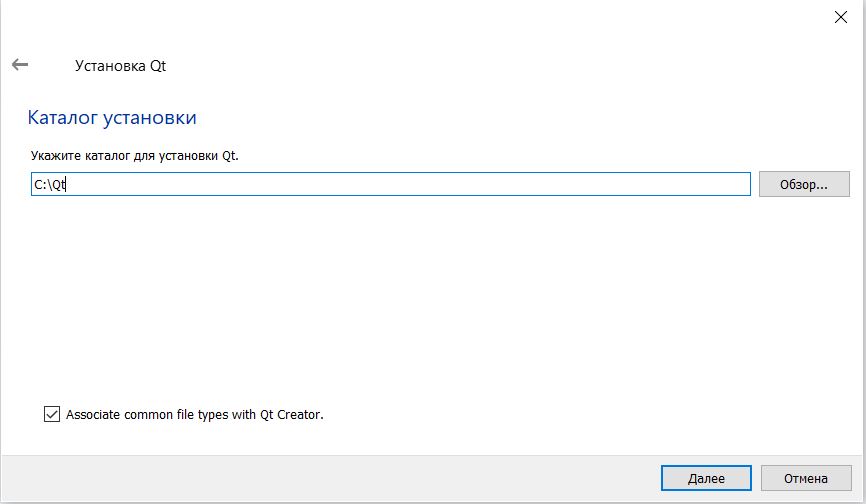 Установка Qt
Каталог установки
Укажите каталог для установки Qt.
C:\Qt
Обзор...
Associate common file types with Qt Creator.
Далее
Отмена